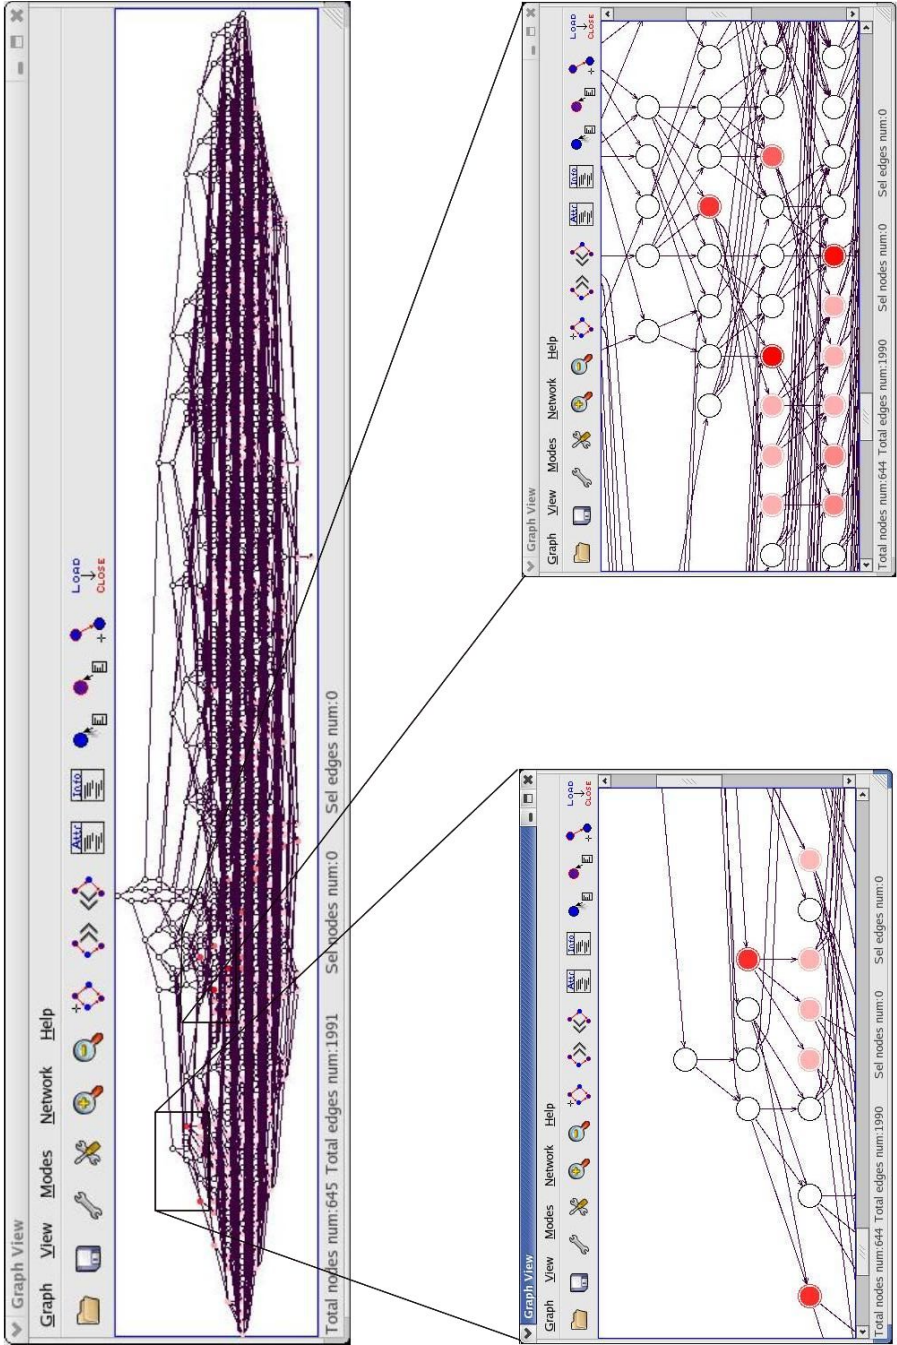 Graph View
Graph View Modes Network Help
Attr Info E E LOAD CLOSE
Total nodes num:645 Total edges num:1991 Sel nodes num:0 Sel edges num:0
Graph View
Graph View Modes Network Help
Attr Info E E LOAD CLOSE
Total nodes num:644 Total edges num:1990 Sel nodes num:0 Sel edges num:0
Graph View
Graph View Modes Network Help
Attr Info E E LOAD CLOSE
Total nodes num:644 Total edges num:1990 Sel nodes num:0 Sel edges num:0